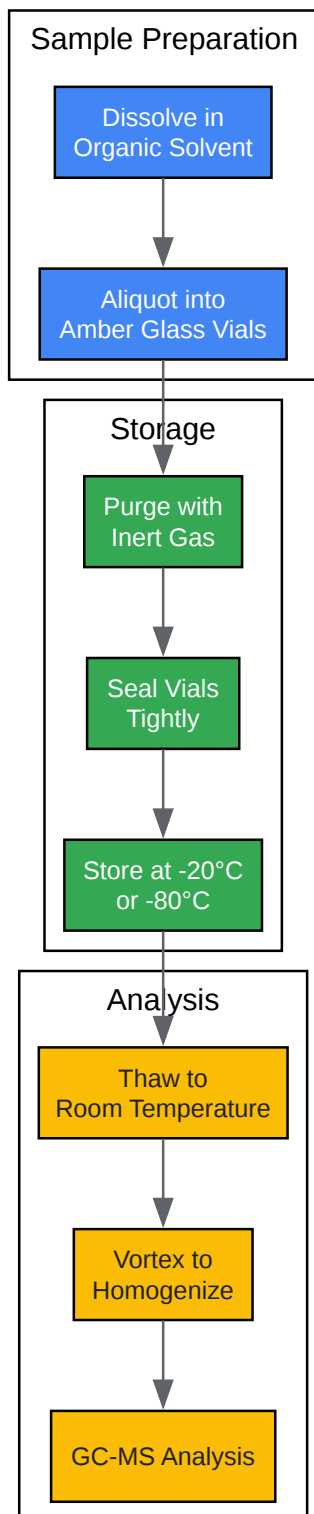 Sample Preparation
Dissolve in
Organic Solvent
Aliquot into
Amber Glass Vials
Storage
Purge with
Inert Gas
Seal Vials
Tightly
Store at -20°C
or -80°C
Analysis
Thaw to
Room Temperature
Vortex to
Homogenize
GC-MS Analysis